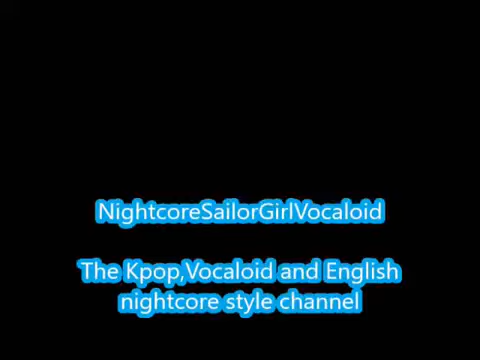 NightcoreSailorGirlVocaloid
The Kpop,Vocaloid and English
nightcore style channel